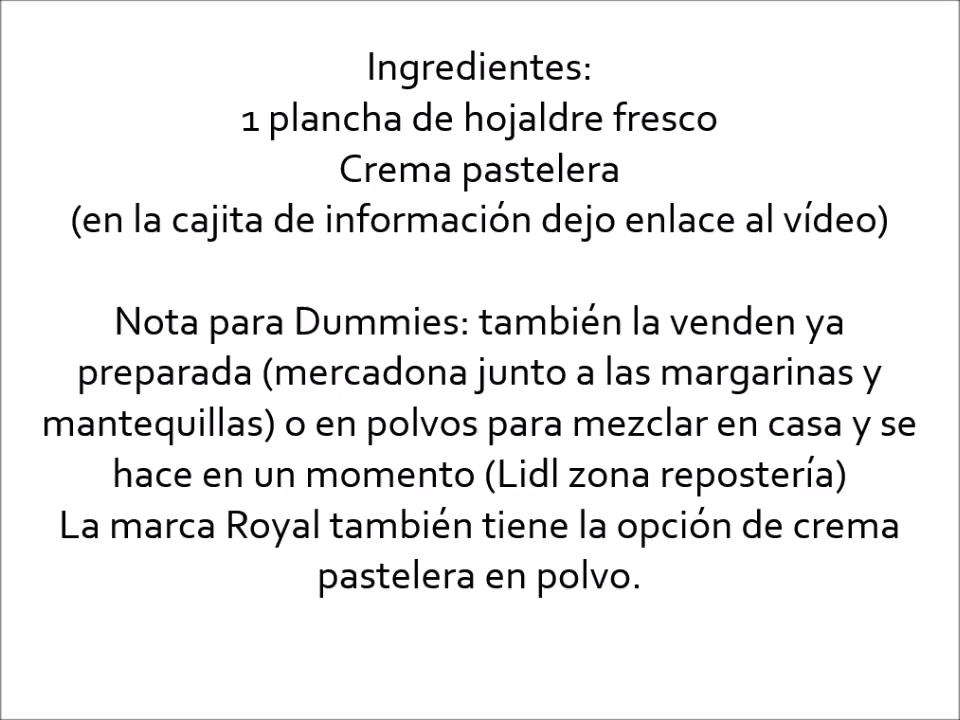 Ingredientes:
1 plancha de hojaldre fresco
Crema pastelera
(en la cajita de información dejo enlace al vídeo)
Nota para Dummies: también la venden ya
preparada (mercadona junto a las margarinas y
mantequillas) o en polvos para mezclar en casa y se
hace en un momento (Lidl zona repostería)
La marca Royal también tiene la opción de crema
pastelera en polvo.